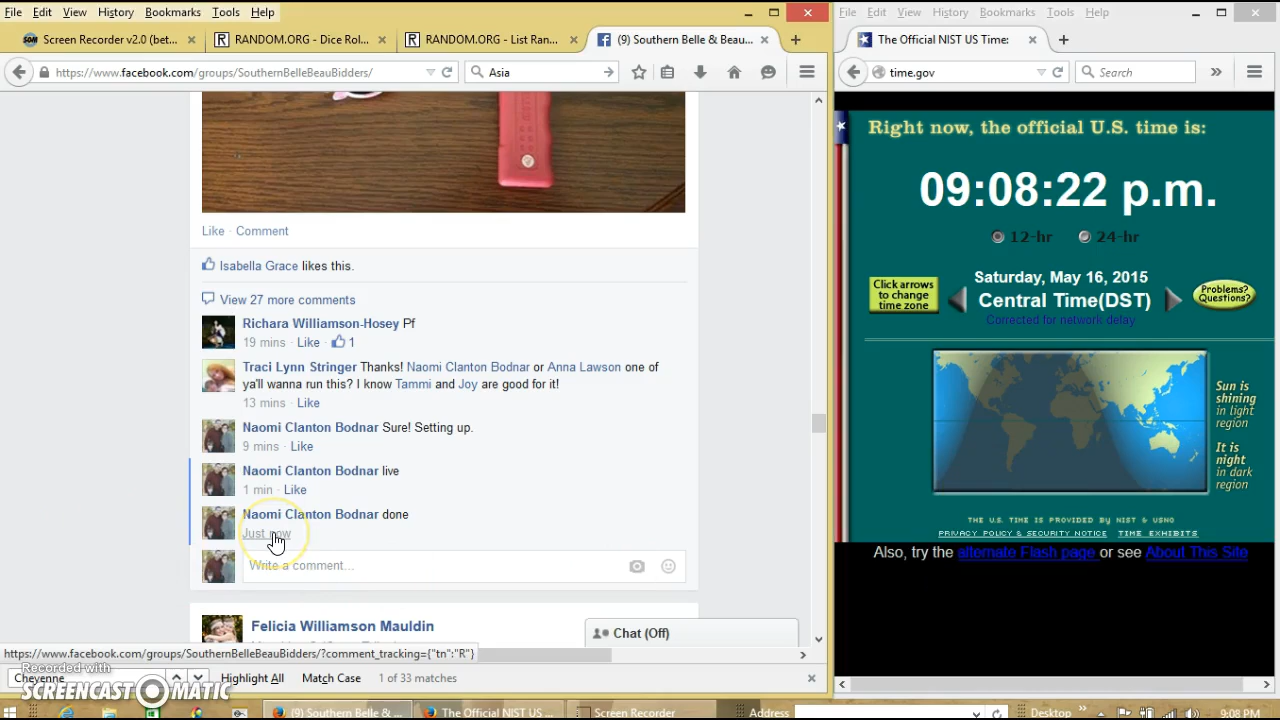 File Edit View History Bookmarks Tools Help
Screen Recorder v2.0 (net...
RANDOM.ORG - Dice Rol...
RANDOM.ORG - List Ran...
(9) Southern Belle & Beau...
https://www.facebook.com/groups/SouthernBelleBeauBidders/
Asia
Like · Comment
Isabella Grace likes this.
View 27 more comments
Richara Williamson-Hosey Pf
19 mins · Like · 1
Traci Lynn Stringer Thanks! Naomi Clanton Bodnar or Anna Lawson one of
ya'll wanna run this? I know Tammi and Joy are good for it!
13 mins · Like
Naomi Clanton Bodnar Sure! Setting up.
9 mins · Like
Naomi Clanton Bodnar live
1 min · Like
Naomi Clanton Bodnar done
Just now
Write a comment...
Felicia Williamson Mauldin
Chat (Off)
https://www.facebook.com/groups/SouthernBelleBeauBidders/?comment_tracking={"tn":"R"}
Cheyenne
Highlight All Match Case 1 of 33 matches
Recorded with
SCREENCAST MATIC
File Edit View History Bookmarks Tools Help
The Official NIST US Time:
time.gov
Search
Right now, the official U.S. time is:
09:08:22 p.m.
12-hr 24-hr
Click arrows
to change
time zone
Saturday, May 16, 2015
Central Time(DST)
Corrected for network delay
Problems?
Questions?
Sun is
shining
in light
region
It is
night
in dark
region
THE U.S. TIME IS PROVIDED BY NIST & USNO
PRIVACY POLICY & SECURITY NOTICE TIME EXHIBITS
Also, try the alternate Flash page or see About This Site
(9) Southern Belle & ...
The Official NIST US ...
Screen Recorder
Address
Desktop
9:08 PM